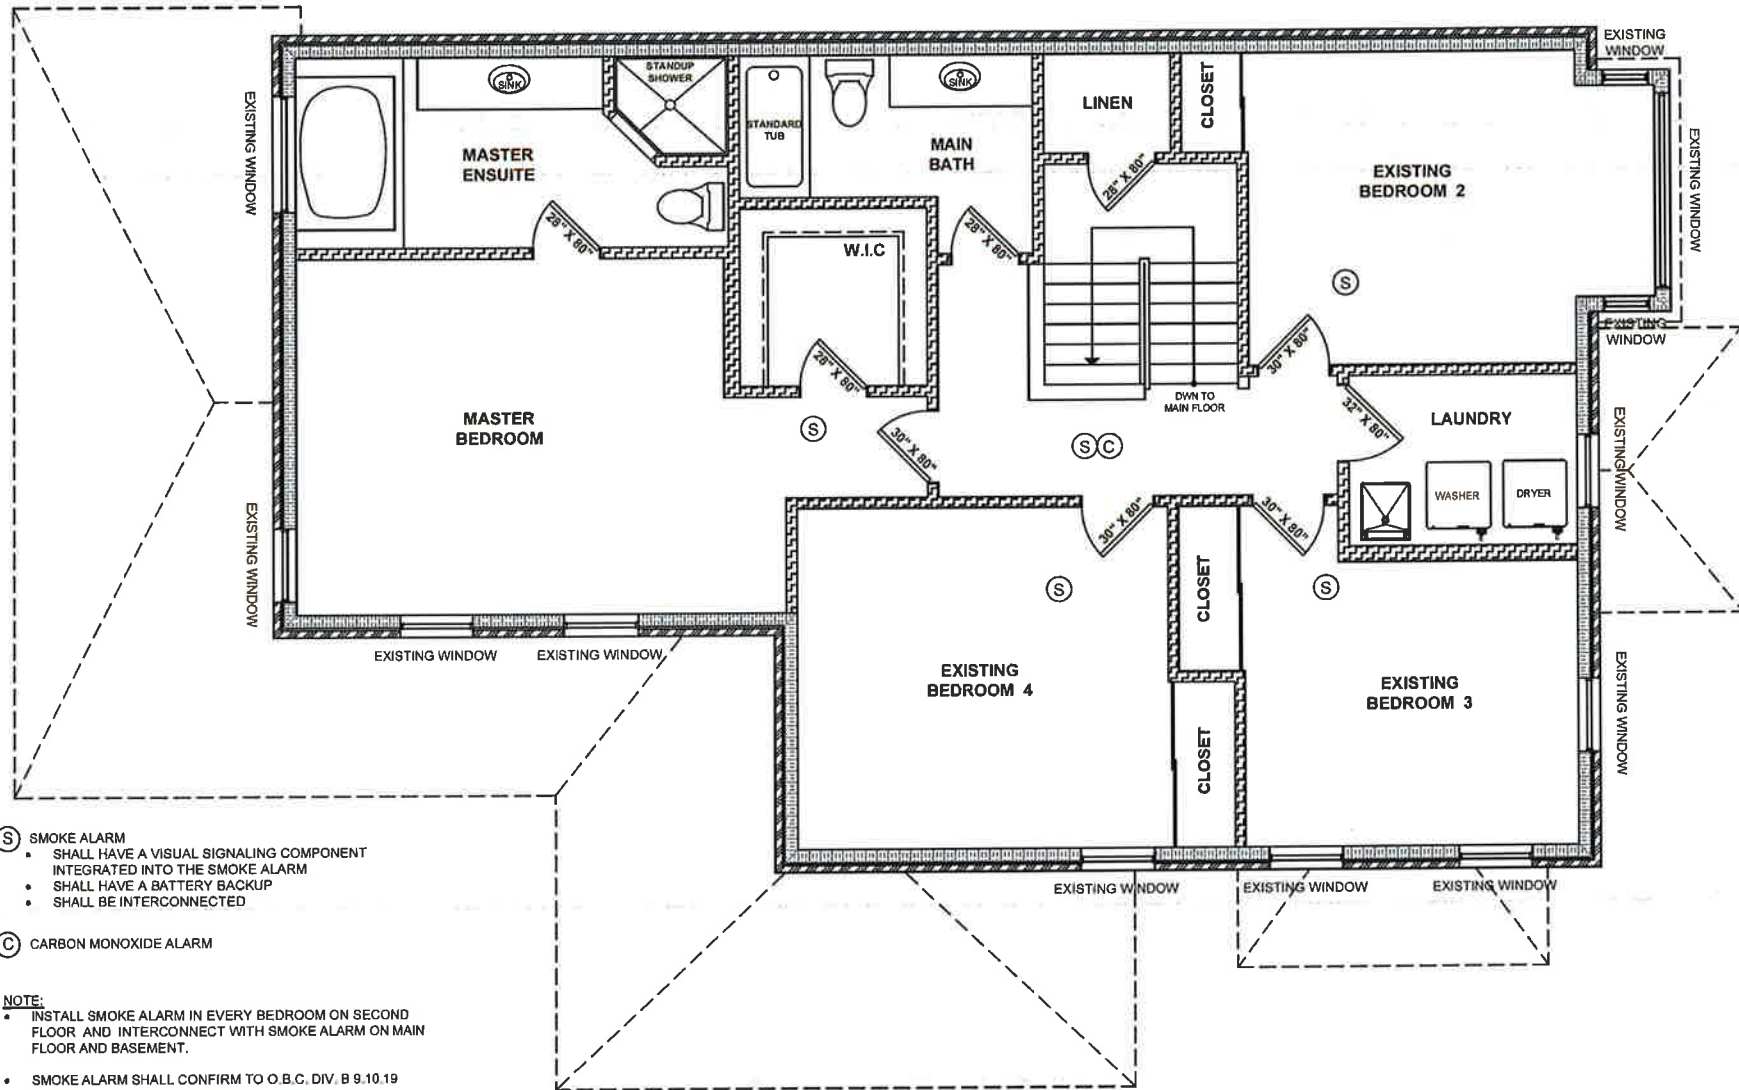 EXISTING
WINDOW
STANDUP
SHOWER
SINK
SINK
LINEN
CLOSET
EXISTING WINDOW
STANDARD
TUB
MASTER
ENSUITE
MAIN
BATH
EXISTING
BEDROOM 2
EXISTING WINDOW
28" X 80"
28" X 80"
28" X 80"
W.I.C
EXISTING
WINDOW
28" X 80"
30" X 80"
S
DWN TO
MAIN FLOOR
32" X 80"
LAUNDRY
MASTER
BEDROOM
S
30" X 80"
S C
EXISTING WINDOW
WASHER
DRYER
30" X 80"
30" X 80"
EXISTING WINDOW
S
CLOSET
S
EXISTING WINDOW
EXISTING WINDOW
EXISTING
BEDROOM 4
EXISTING
BEDROOM 3
EXISTING WINDOW
CLOSET
EXISTING WINDOW
EXISTING WINDOW
EXISTING WINDOW
S SMOKE ALARM
• SHALL HAVE A VISUAL SIGNALING COMPONENT
INTEGRATED INTO THE SMOKE ALARM
• SHALL HAVE A BATTERY BACKUP
• SHALL BE INTERCONNECTED
C CARBON MONOXIDE ALARM
NOTE:
• INSTALL SMOKE ALARM IN EVERY BEDROOM ON SECOND
FLOOR AND INTERCONNECT WITH SMOKE ALARM ON MAIN
FLOOR AND BASEMENT.
• SMOKE ALARM SHALL CONFIRM TO O.B.C. DIV. B 9.10.19